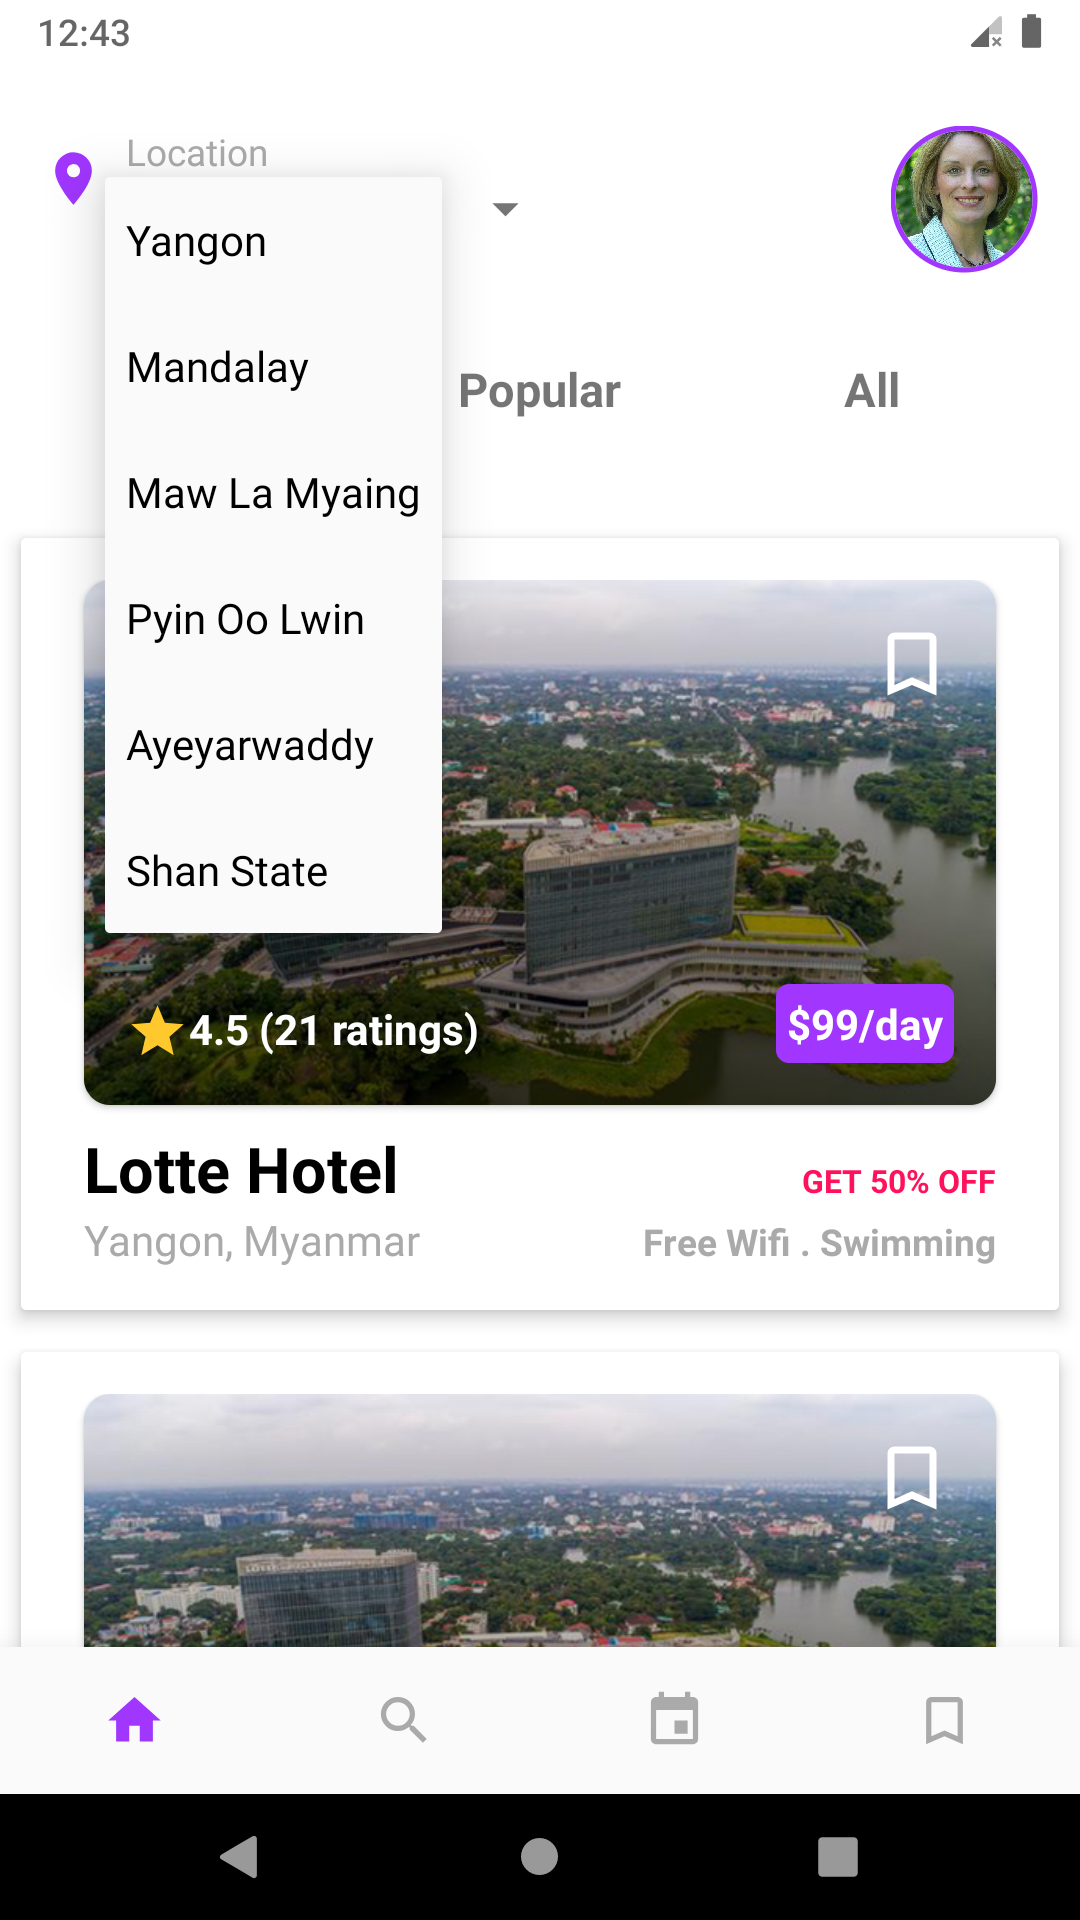 12:43
Location
Yangon
Mandalay
Popular
All
Maw La Myaing
Pyin Oo Lwin
Ayeyarwaddy
Shan State
4.5 (21 ratings)
$99/day
Lotte Hotel
GET 50% OFF
Yangon, Myanmar
Free Wifi . Swimming